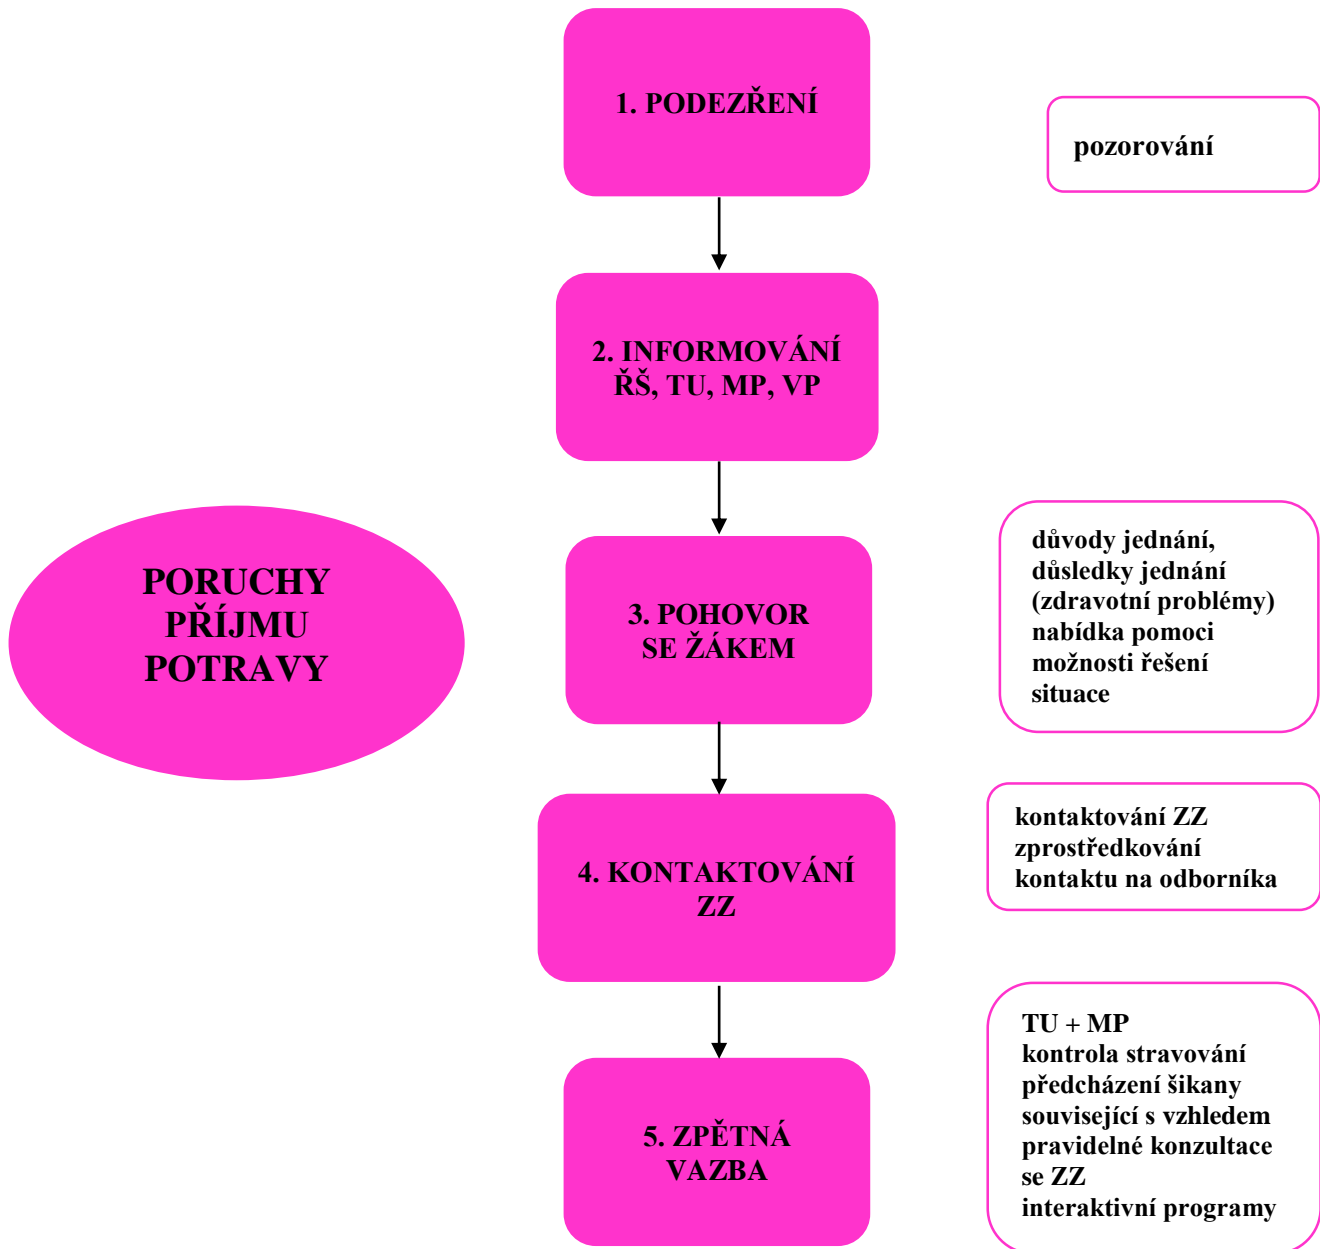 1. PODEZŘENÍ
pozorování
2. INFORMOVÁNÍ
ŘŠ, TU, MP, VP
PORUCHY
PŘÍJMU
POTRAVY
3. POHOVOR
SE ŽÁKEM
důvody jednání,
důsledky jednání
(zdravotní problémy)
nabídka pomoci
možnosti řešení
situace
4. KONTAKTOVÁNÍ
ZZ
kontaktování ZZ
zprostředkování
kontaktu na odborníka
5. ZPĚTNÁ
VAZBA
TU + MP
kontrola stravování
předcházení šikany
související s vzhledem
pravidelné konzultace
se ZZ
interaktivní programy